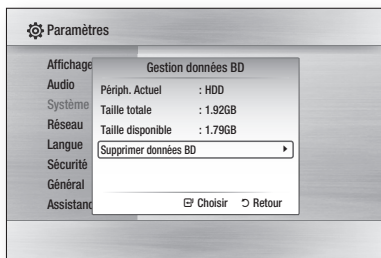 Paramètres
Affichage
Gestion données BD
Audio
Périph. Actuel : HDD
Système
Taille totale : 1.92GB
Réseau
Taille disponible : 1.79GB
Langue
Supprimer données BD
Sécurité
Général
Assistanc
Choisir Retour